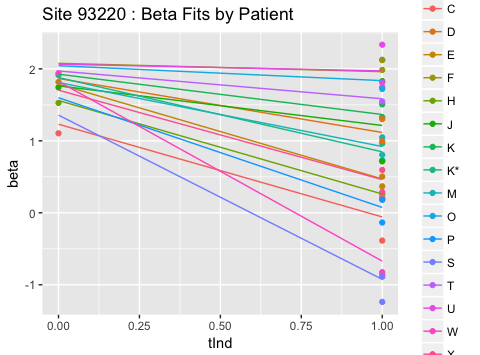 Site 93220 : Beta Fits by Patient
2
1
0
-1
beta
0.00
0.25
0.50
0.75
1.00
tInd
C
D
E
F
H
J
K
K*
M
O
P
S
T
U
W